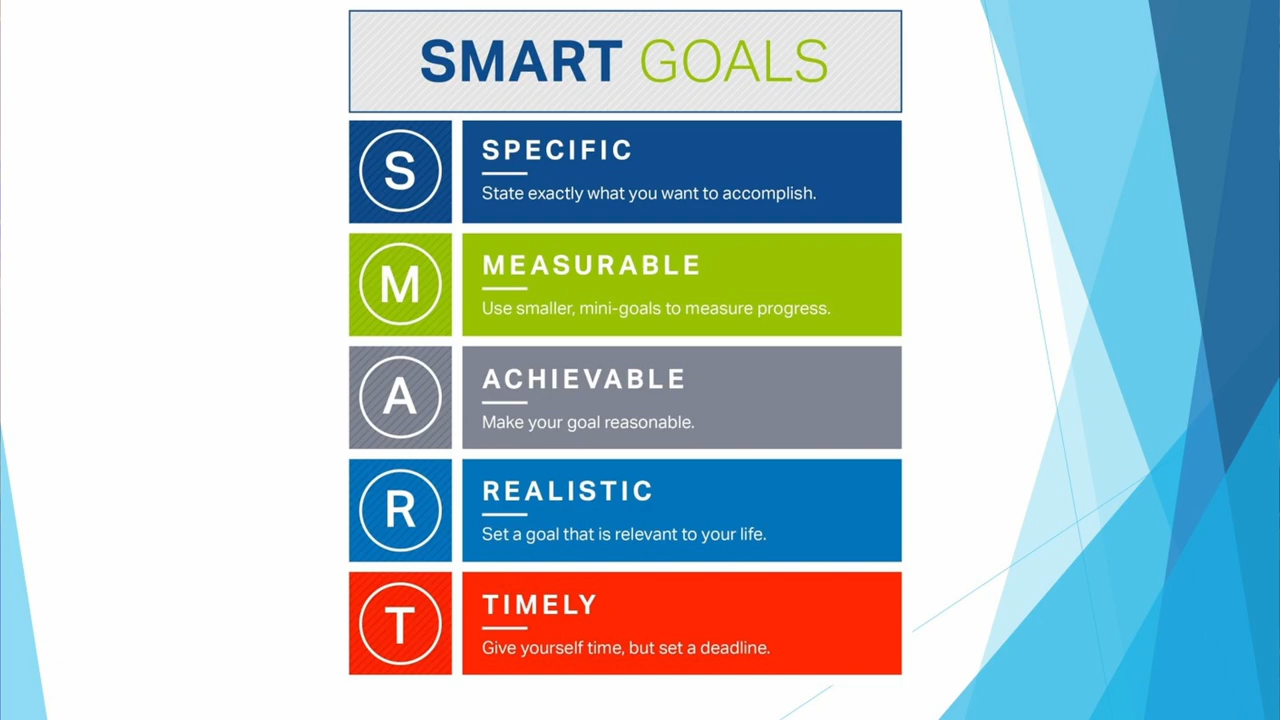 SMART GOALS
S
SPECIFIC
State exactly what you want to accomplish.
M
MEASURABLE
Use smaller, mini-goals to measure progress.
A
ACHIEVABLE
Make your goal reasonable.
R
REALISTIC
Set a goal that is relevant to your life.
T
TIMELY
Give yourself time, but set a deadline.